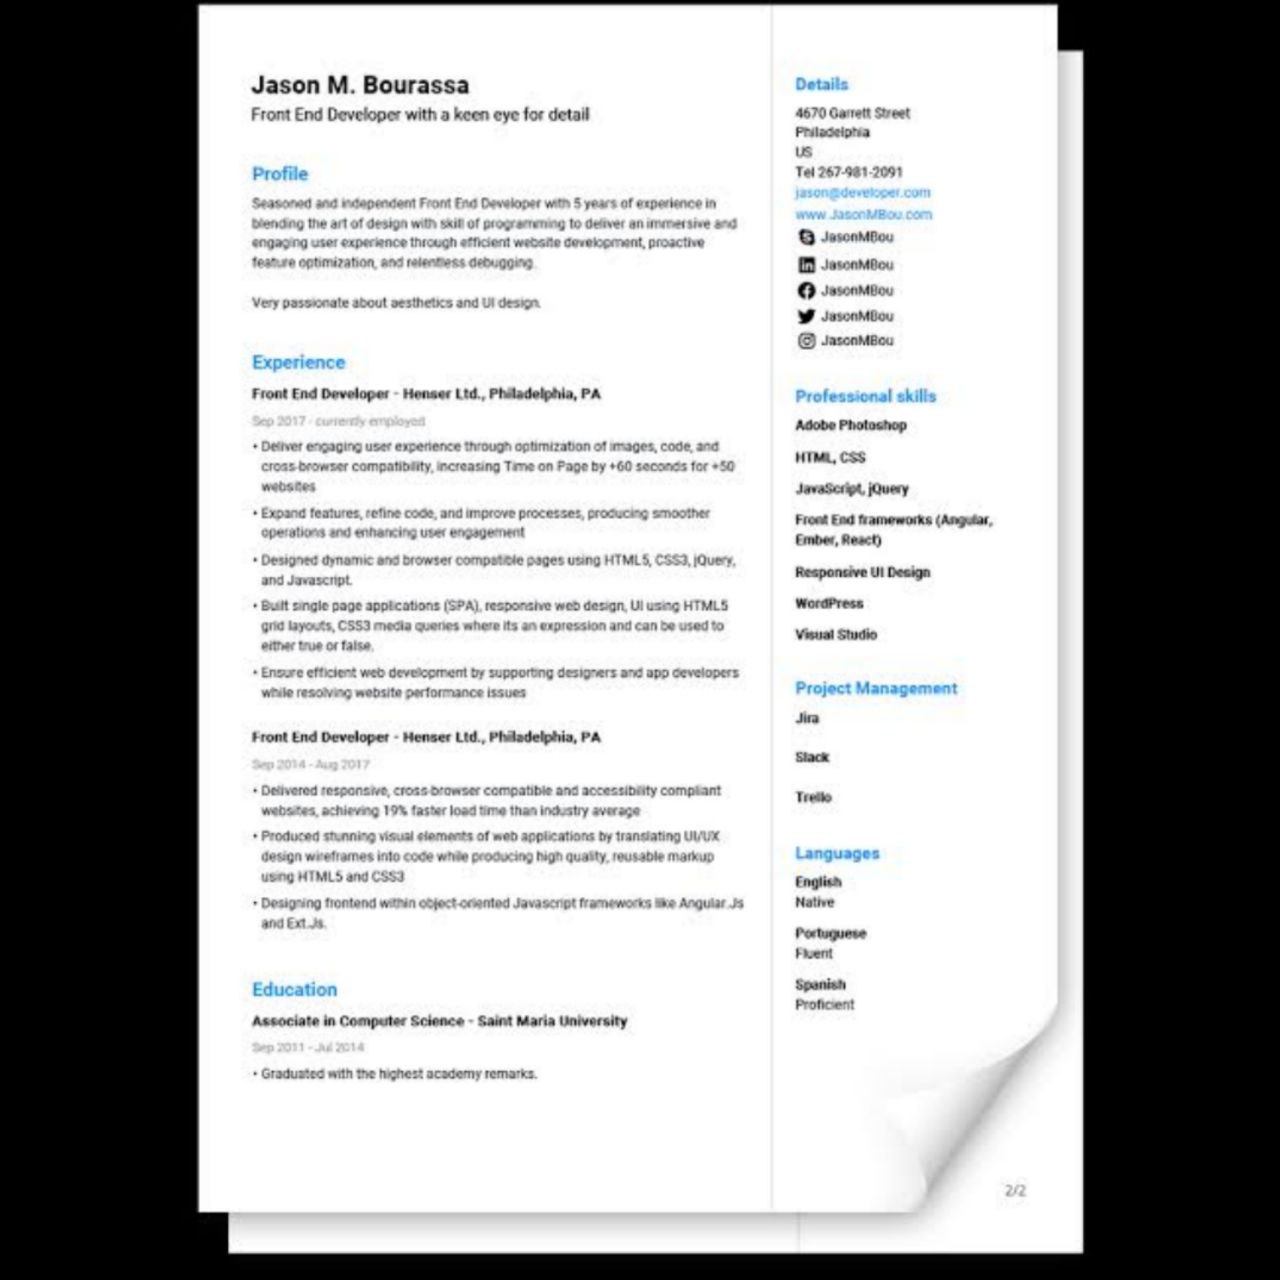 Jason M. Bourassa
Front End Developer with a keen eye for detail
Profile
Seasoned and independent Front End Developer with 5 years of experience in
blending the art of design with skill of programming to deliver an immersive and
engaging user experience through efficient website development, proactive
feature optimization, and relentless debugging.
Very passionate about aesthetics and UI design.
Experience
Front End Developer - Henser Ltd., Philadelphia, PA
Sep 2017 - currently employed
• Deliver engaging user experience through optimization of images, code, and
cross-browser compatibility, increasing Time on Page by +60 seconds for +50
websites
• Expand features, refine code, and improve processes, producing smoother
operations and enhancing user engagement
• Designed dynamic and browser compatible pages using HTML5, CSS3, jQuery,
and Javascript.
• Built single page applications (SPA), responsive web design, UI using HTML5
grid layouts, CSS3 media queries where its an expression and can be used to
either true or false.
• Ensure efficient web development by supporting designers and app developers
while resolving website performance issues
Front End Developer - Henser Ltd., Philadelphia, PA
Sep 2014 - Aug 2017
• Delivered responsive, cross-browser compatible and accessibility compliant
websites, achieving 19% faster load time than industry average
• Produced stunning visual elements of web applications by translating UI/UX
design wireframes into code while producing high quality, reusable markup
using HTML5 and CSS3
• Designing frontend within object-oriented Javascript frameworks like Angular.Js
and Ext.Js.
Education
Associate in Computer Science - Saint Maria University
Sep 2011 - Jul 2014
• Graduated with the highest academy remarks.
Details
4670 Garrett Street
Philadelphia
US
Tel 267-981-2091
jason@developer.com
www.JasonMBou.com
JasonMBou
JasonMBou
JasonMBou
JasonMBou
JasonMBou
Professional skills
Adobe Photoshop
HTML, CSS
JavaScript, jQuery
Front End frameworks (Angular,
Ember, React)
Responsive UI Design
WordPress
Visual Studio
Project Management
Jira
Slack
Trello
Languages
English
Native
Portuguese
Fluent
Spanish
Proficient
2/2